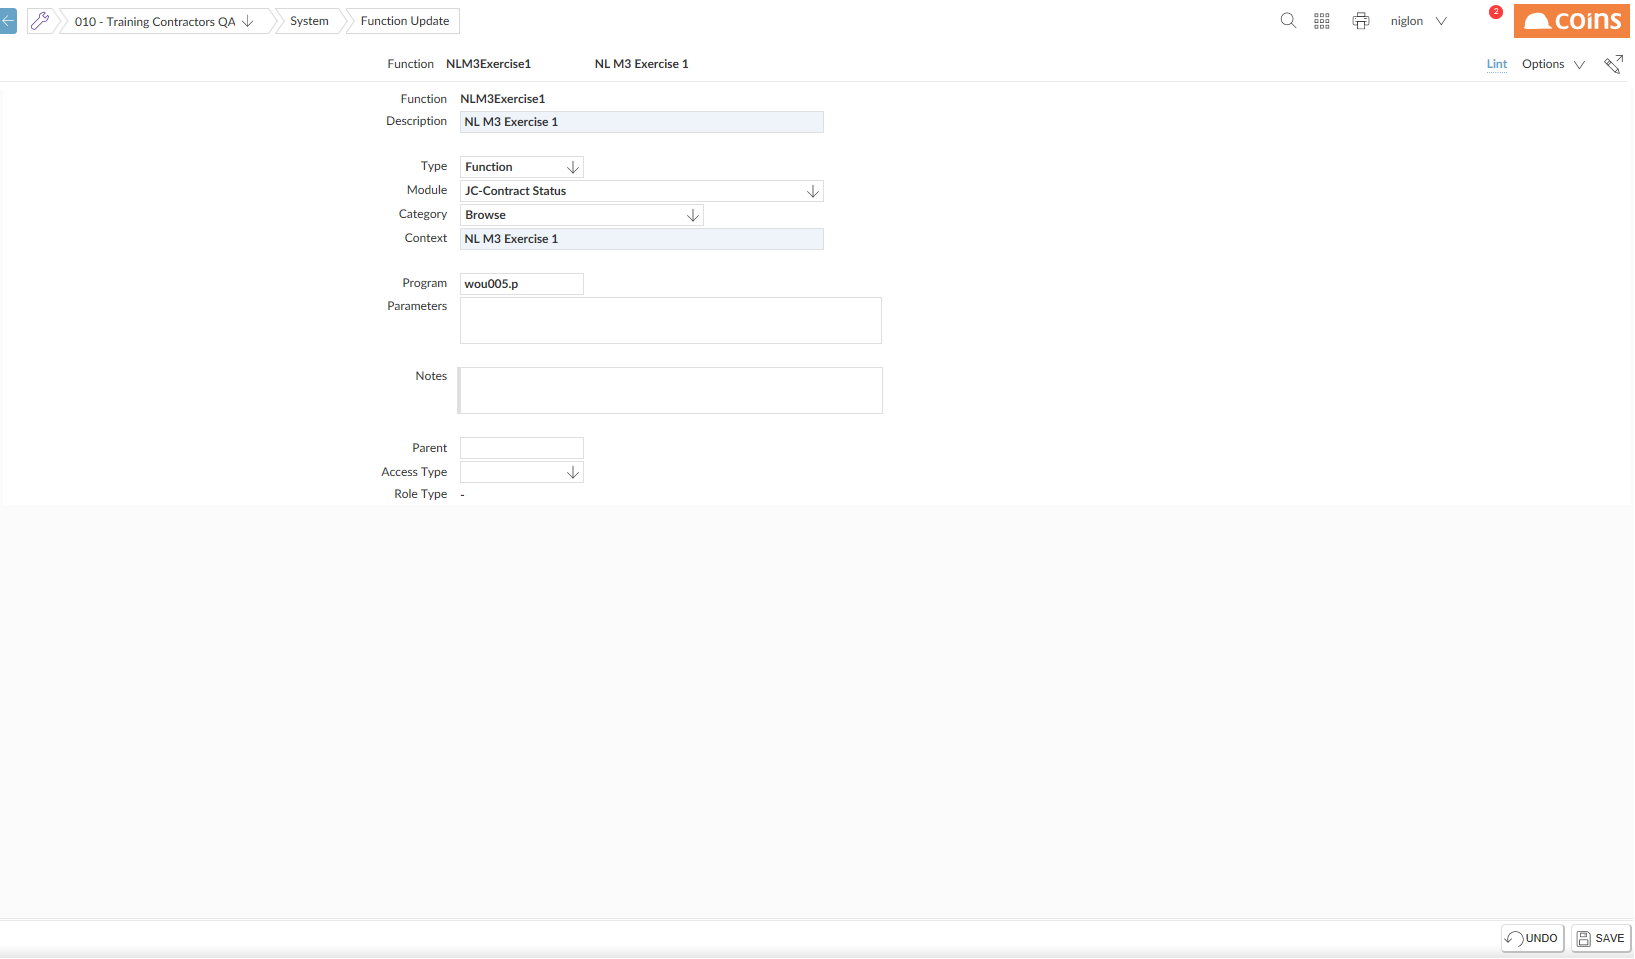 010 - Training Contractors QA
System
Function Update
niglon
2
coins
Function NLM3Exercise1 NL M3 Exercise 1
Lint
Options
Function NLM3Exercise1
Description NL M3 Exercise 1
Type Function
Module JC-Contract Status
Category Browse
Context NL M3 Exercise 1
Program wou005.p
Parameters
Notes
Parent
Access Type
Role Type -
UNDO
SAVE